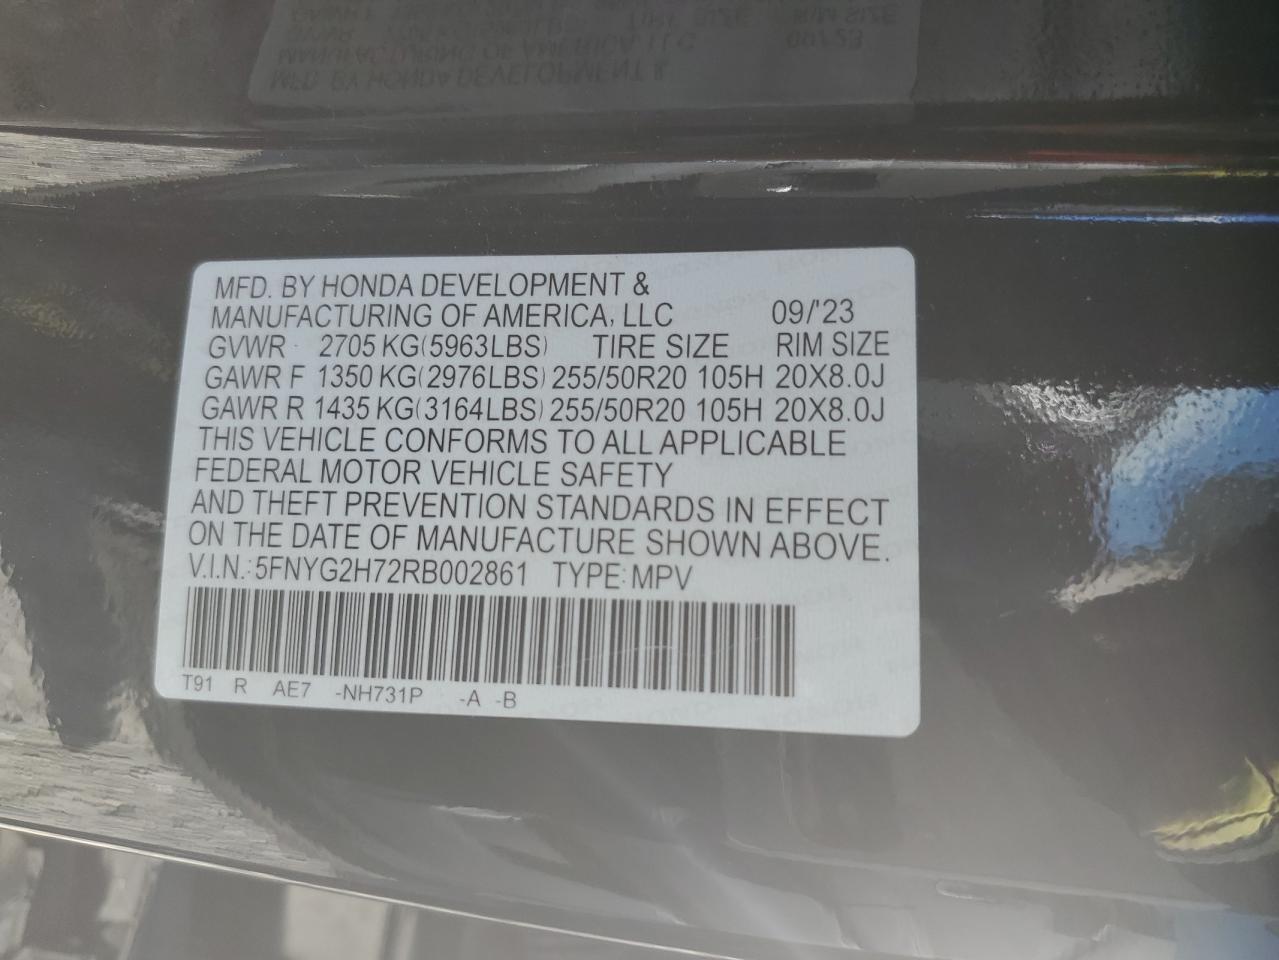 MFD. BY HONDA DEVELOPMENT &
MANUFACTURING OF AMERICA, LLC 09/'23
GVWR 2705 KG(5963LBS) TIRE SIZE RIM SIZE
GAWR F 1350 KG(2976LBS) 255/50R20 105H 20X8.0J
GAWR R 1435 KG(3164LBS) 255/50R20 105H 20X8.0J
THIS VEHICLE CONFORMS TO ALL APPLICABLE
FEDERAL MOTOR VEHICLE SAFETY
AND THEFT PREVENTION STANDARDS IN EFFECT
ON THE DATE OF MANUFACTURE SHOWN ABOVE.
V.I.N.: 5FNYG2H72RB002861 TYPE: MPV
T91 R AE7 -NH731P -A -B